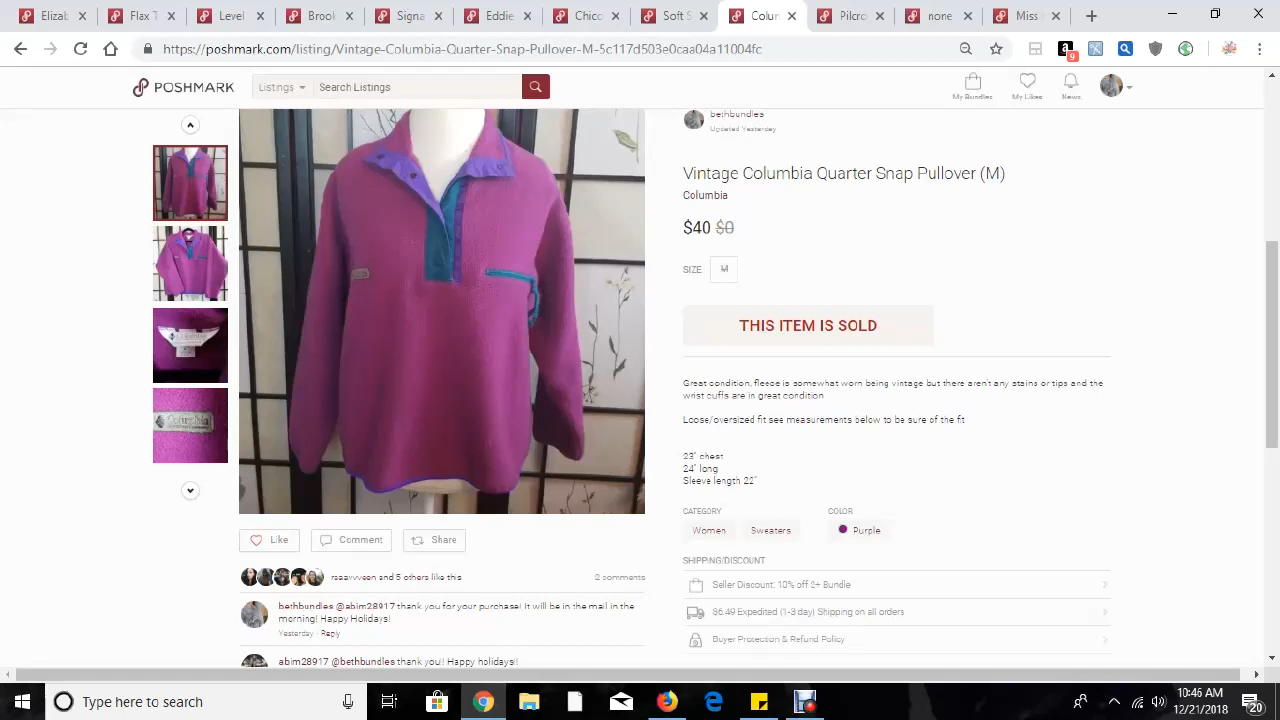 Eliza
Flax T
Level
Brook
Signa
Eddie
Chico
Soft S
Colum
Pilcro
none
Miss
https://poshmark.com/listing/Vintage-Columbia-Quarter-Snap-Pullover-M-5c117d503e0caa04a11004fc
9
POSHMARK
Listings
Search Listings
My Bundles
My Likes
News
bethbundles
Updated Yesterday
Vintage Columbia Quarter Snap Pullover (M)
Columbia
$40 $0
SIZE M
THIS ITEM IS SOLD
Great condition, fleece is somewhat worn being vintage but there aren't any stains or tips and the
wrist cuffs are in great condition
Loose/oversized fit see measurements below to be sure of the fit
23" chest
24" long
Sleeve length 22"
CATEGORY
COLOR
Women
Sweaters
Purple
SHIPPING/DISCOUNT
Seller Discount: 10% off 2+ Bundle
$6.49 Expedited (1-3 day) Shipping on all orders
Buyer Protection & Refund Policy
Like
Comment
Share
and 5 others like this
2 comments
bethbundles @abim28917 thank you for your purchase! It will be in the mail in the
morning! Happy Holidays!
Yesterday · Reply
abim28917 @bethbundles thank you!! Happy holidays!!
Columbia
Type here to search
10:46 AM
12/21/2018
20